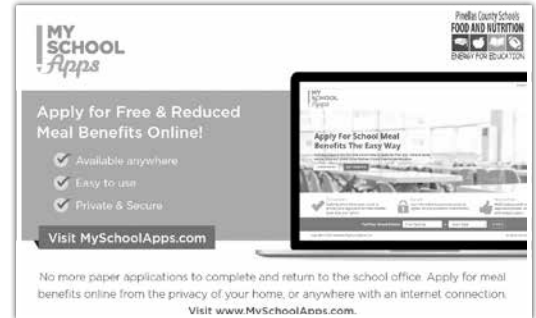 MY
SCHOOL
Apps
Pinellas County Schools
FOOD AND NUTRITION
ENERGY FOR EDUCATION
Apply for Free & Reduced
Meal Benefits Online!
Available anywhere
Easy to use
Private & Secure
Visit MySchoolApps.com
MY
SCHOOL
Apps
Apply For School Meal
Benefits The Easy Way
No more paper applications to complete and return to the school office. Apply for meal
benefits online from the privacy of your home, or anywhere with an internet connection.
Visit www.MySchoolApps.com.